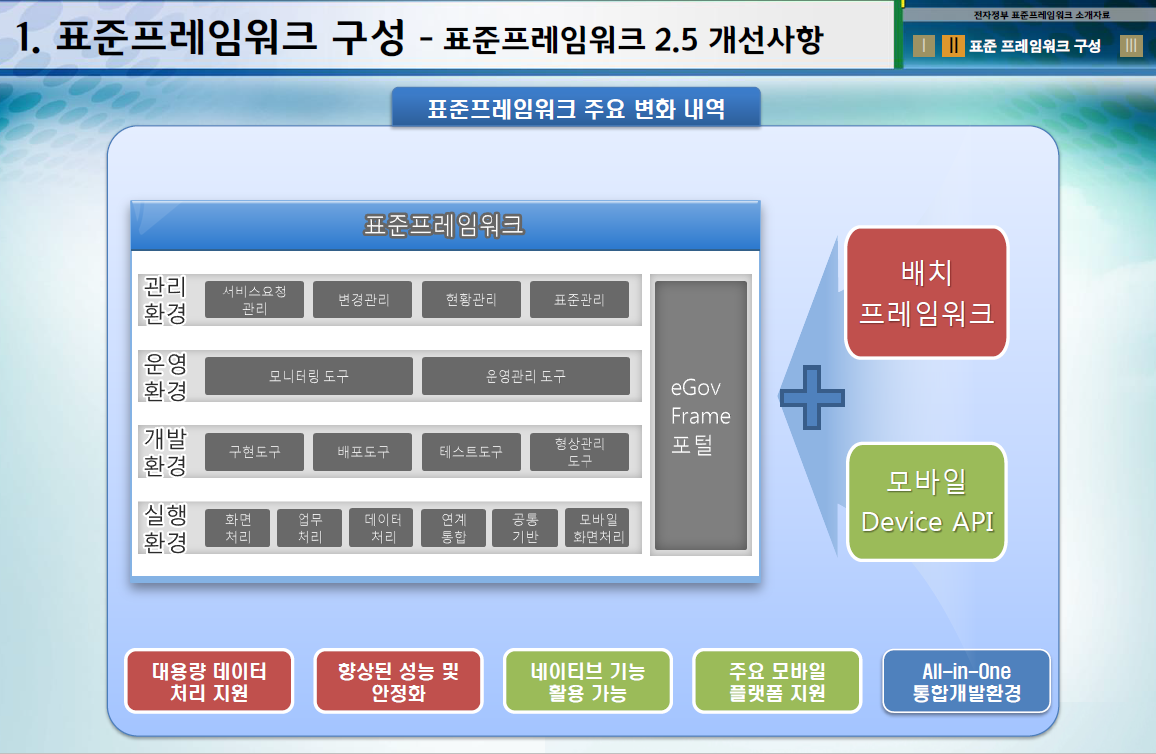 1. 표준프레임워크 구성 - 표준프레임워크 2.5 개선사항
전자정부 표준프레임워크 소개자료
Ⅰ Ⅱ 표준 프레임워크 구성 Ⅲ
표준프레임워크 주요 변화 내역
표준프레임워크
관리
환경
서비스요청
관리
변경관리
현황관리
표준관리
운영
환경
모니터링 도구
운영관리 도구
개발
환경
구현도구
배포도구
테스트도구
형상관리
도구
실행
환경
화면
처리
업무
처리
데이터
처리
연계
통합
공통
기반
모바일
화면처리
eGov
Frame
포털
배치
프레임워크
모바일
Device API
대용량 데이터
처리 지원
향상된 성능 및
안정화
네이티브 기능
활용 가능
주요 모바일
플랫폼 지원
All-in-One
통합개발환경